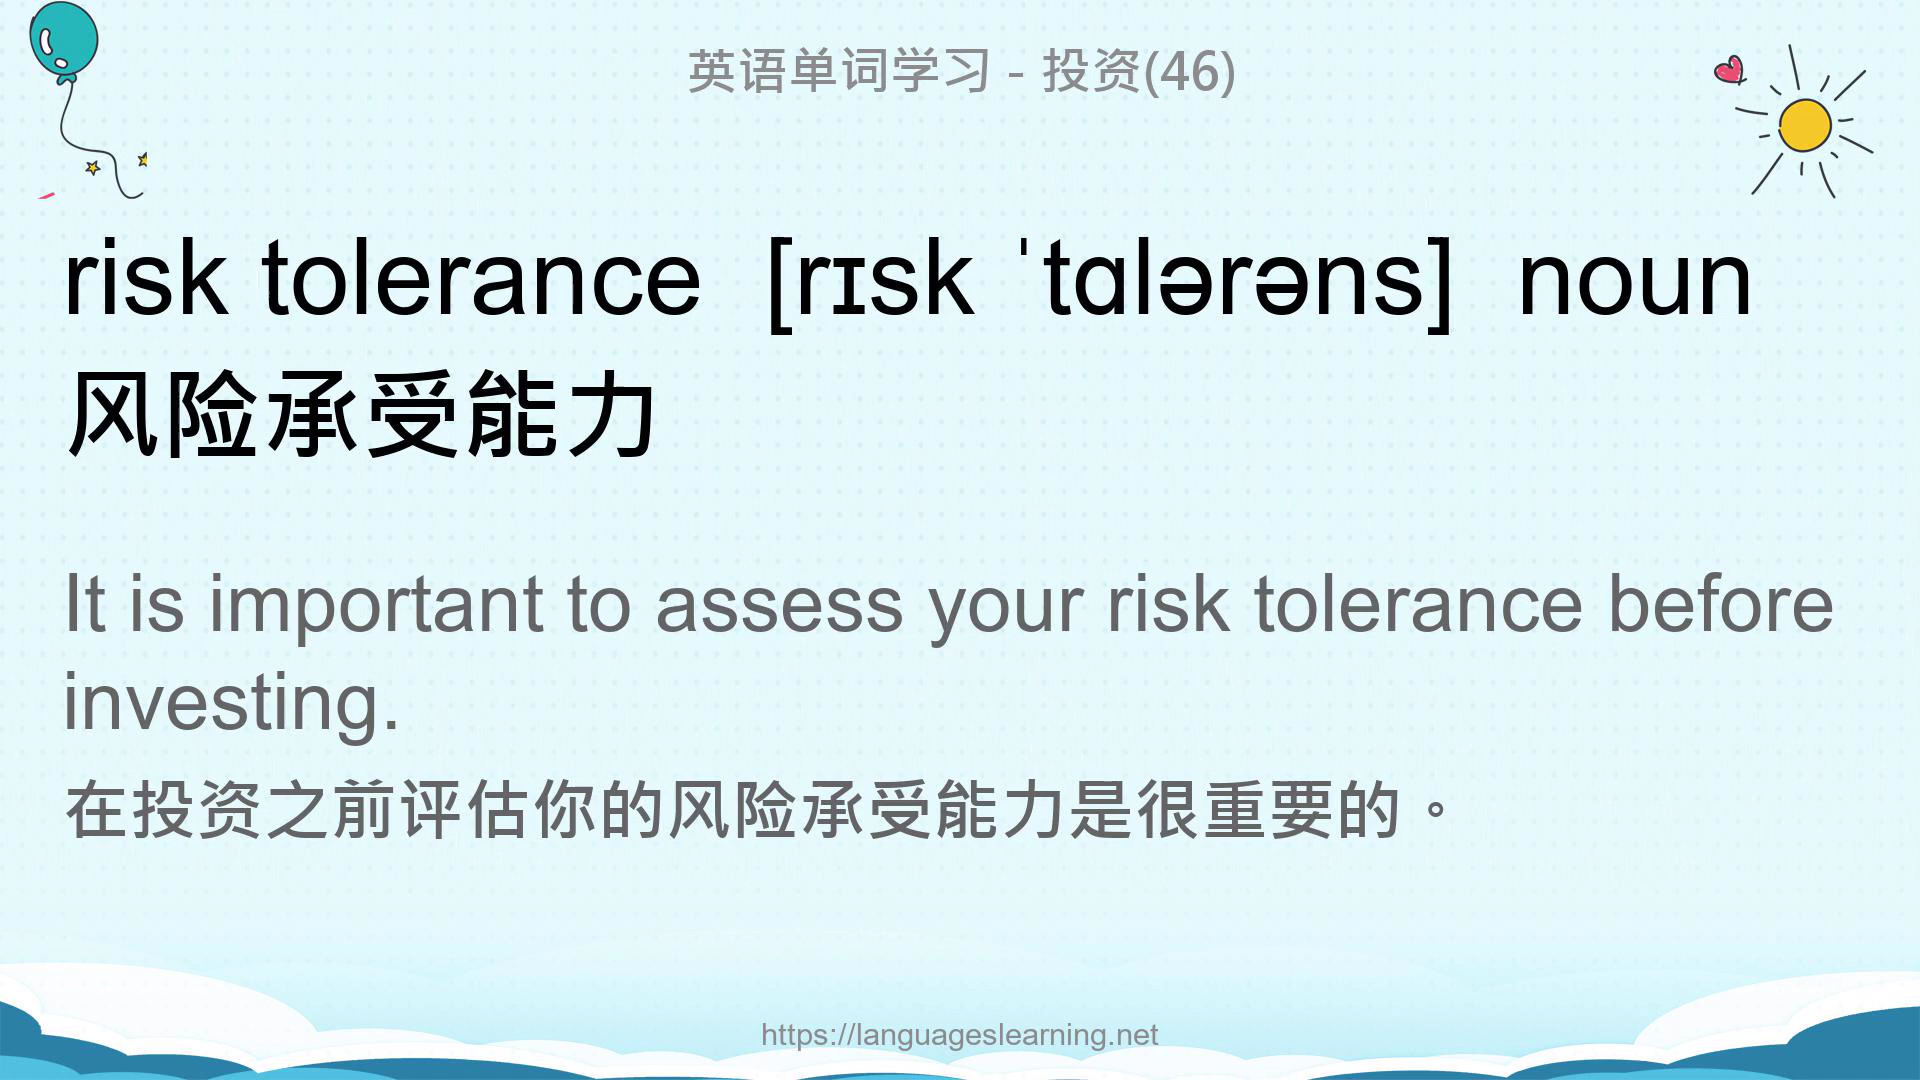 英语单词学习 - 投资(46)
risk tolerance  [rɪsk ˈtɑlərəns]  noun
风险承受能力
It is important to assess your risk tolerance before
investing.
在投资之前评估你的风险承受能力是很重要的。
https://languageslearning.net